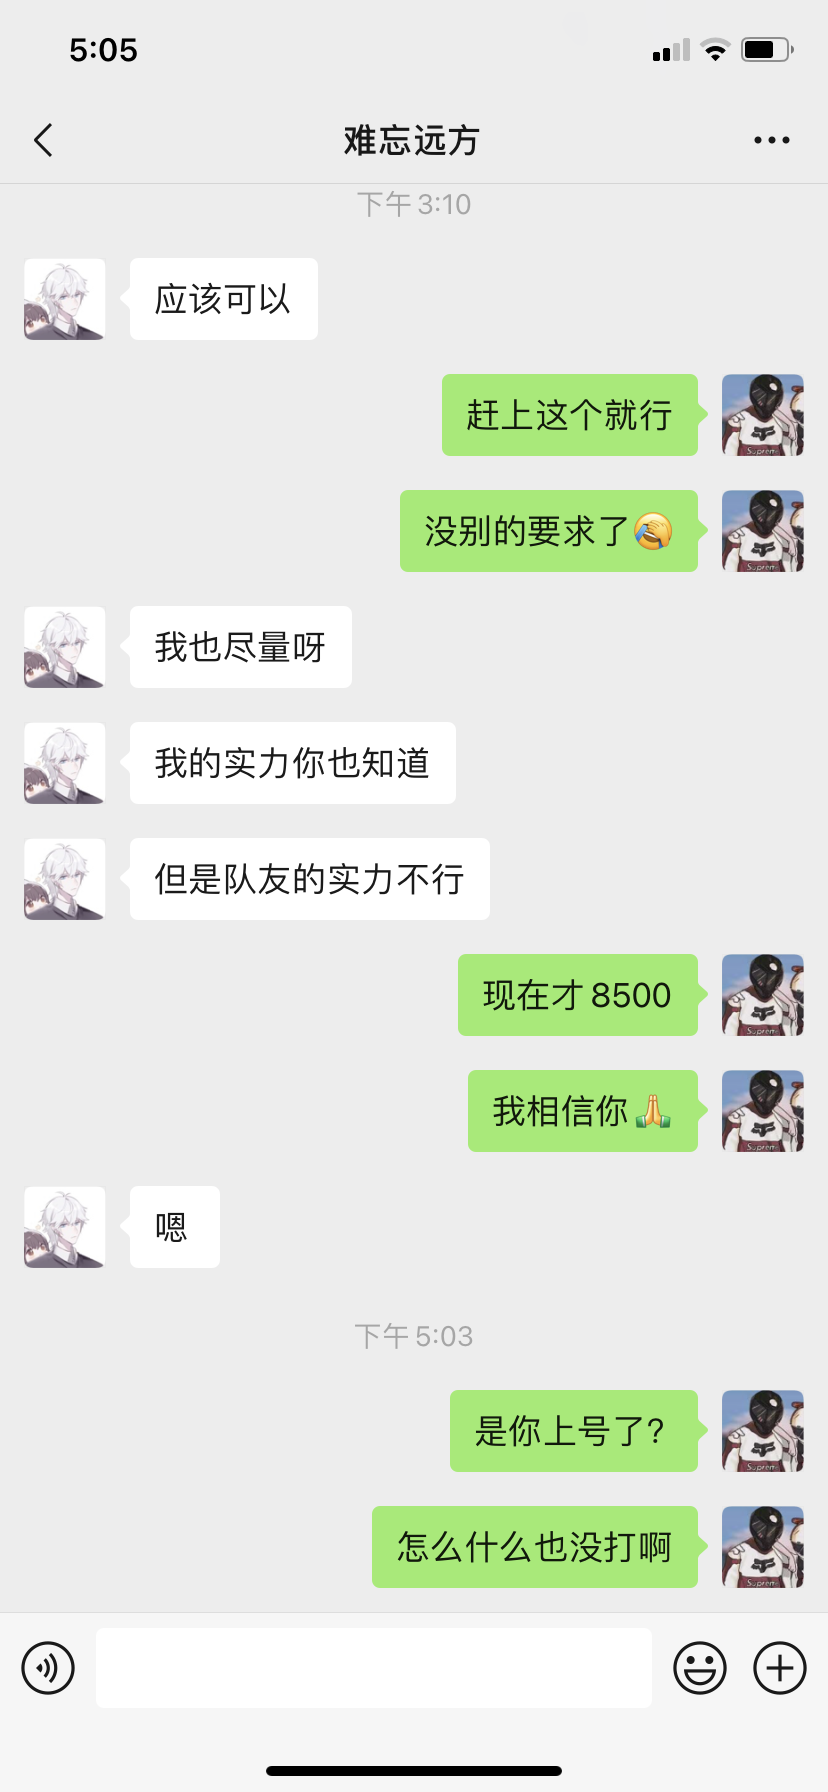 5:05
难忘远方
下午 3:10
应该可以
赶上这个就行
没别的要求了🤦
我也尽量呀
我的实力你也知道
但是队友的实力不行
现在才 8500
我相信你🙏
嗯
下午 5:03
是你上号了?
怎么什么也没打啊